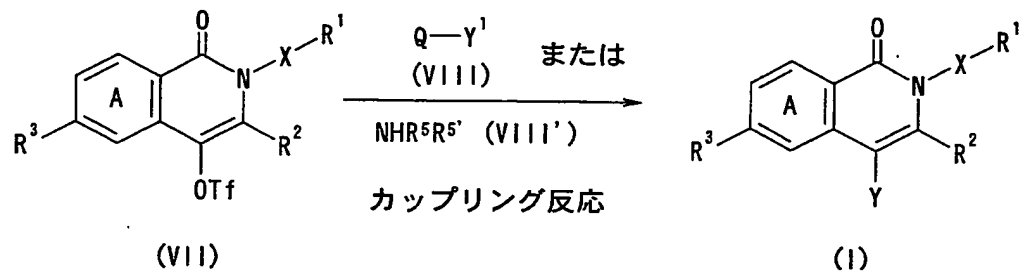 O
X
R¹
N
A
R³
R²
OTf
(VII)
Q—Y¹
(VIII)
または
NHR⁵R⁵' (VIII')
カップリング反応
O
X
R¹
N
A
R³
R²
Y
(I)